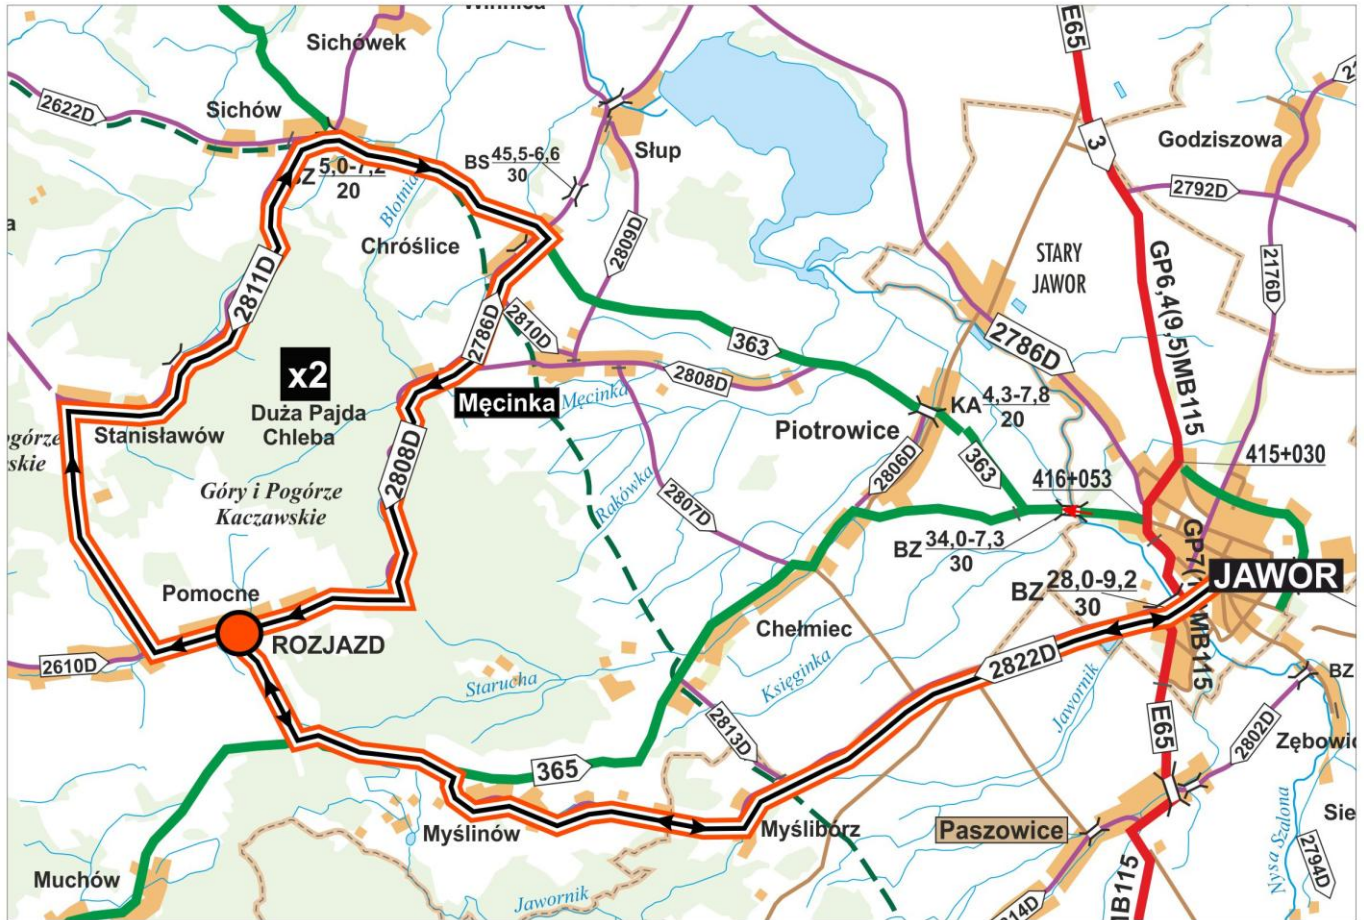 Winnica
Sichówek
E65
2622D
Sichów
Słup
3
Godziszowa
BZ 5,0-7,2
20
BS 45,5-6,6
30
Błotnia
2792D
Chróślice
2809D
STARY
JAWOR
GP6,4(9,5)MB115
2176D
2811D
2786D
2810D
363
2786D
x2
2808D
Męcinka
Męcinka
KA 4,3-7,8
20
Duża Pajda
Chleba
Stanisławów
Piotrowice
363
415+030
2808D
2806D
416+053
Góry i Pogórze
Kaczawskie
Rakówka
2807D
BZ 34,0-7,3
30
GP7(
MB115
JAWOR
BZ 28,0-9,2
30
Pomocne
ROZJAZD
Chełmiec
2610D
2822D
BZ
Starucha
Księginka
Jawornik
2813D
E65
2802D
365
Myślinów
Myślibórz
Paszowice
Muchów
Nysa Szalona
2794D
MB115
Jawornik